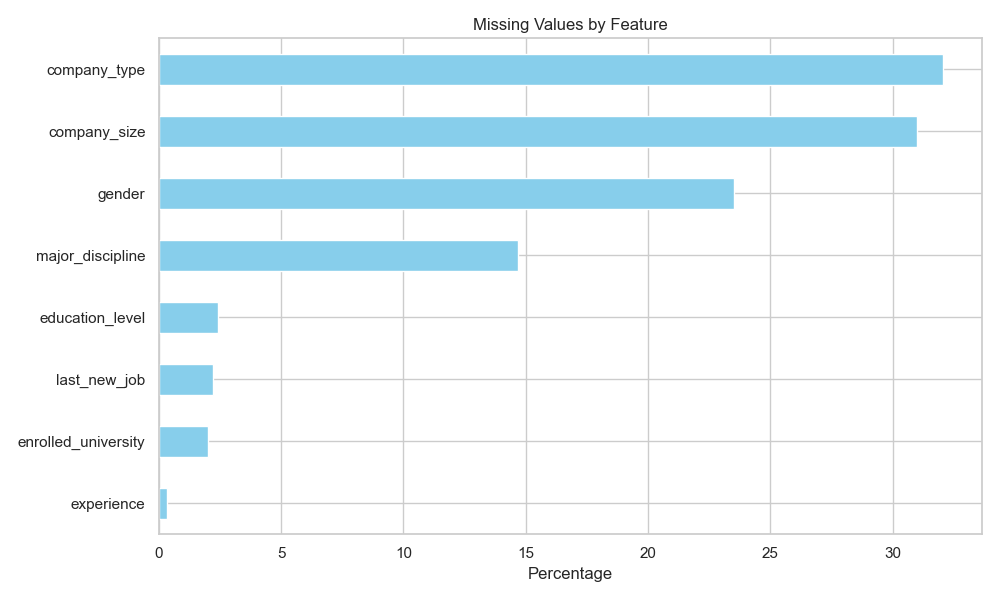 Missing Values by Feature
company_type
company_size
gender
major_discipline
education_level
last_new_job
enrolled_university
experience
0 5 10 15 20 25 30
Percentage